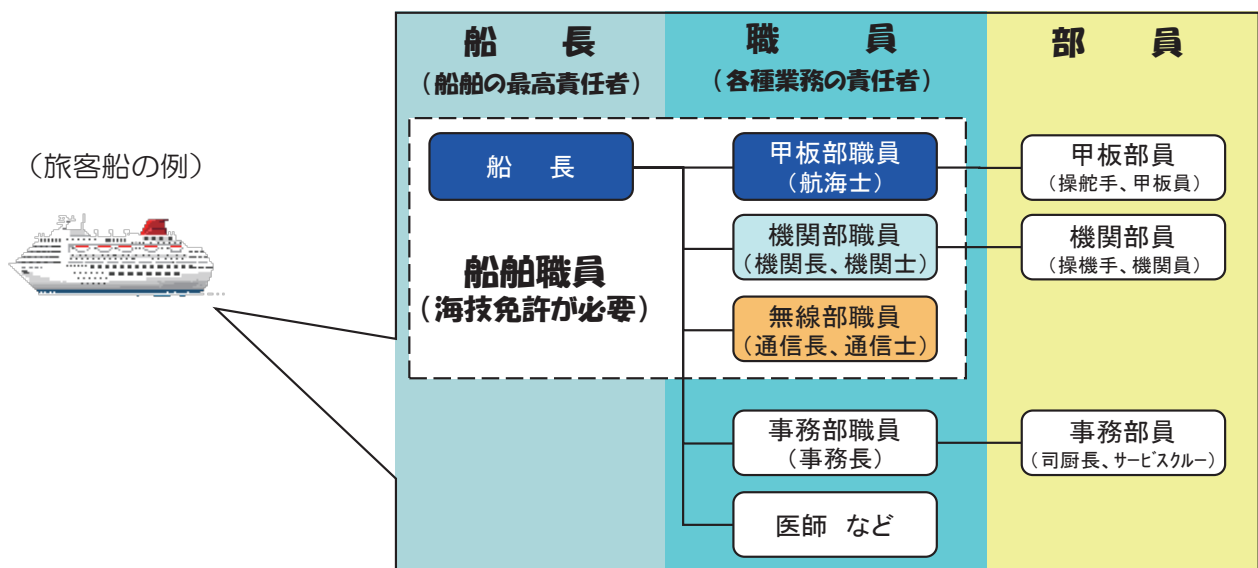 船 長
(船舶の最高責任者)
職 員
(各種業務の責任者)
部 員
(旅客船の例)
船 長
甲板部職員
(航海士)
甲板部員
(操舵手、甲板員)
船舶職員
(海技免許が必要)
機関部職員
(機関長、機関士)
機関部員
(操機手、機関員)
無線部職員
(通信長、通信士)
事務部職員
(事務長)
事務部員
(司厨長、サービスクルー)
医師 など